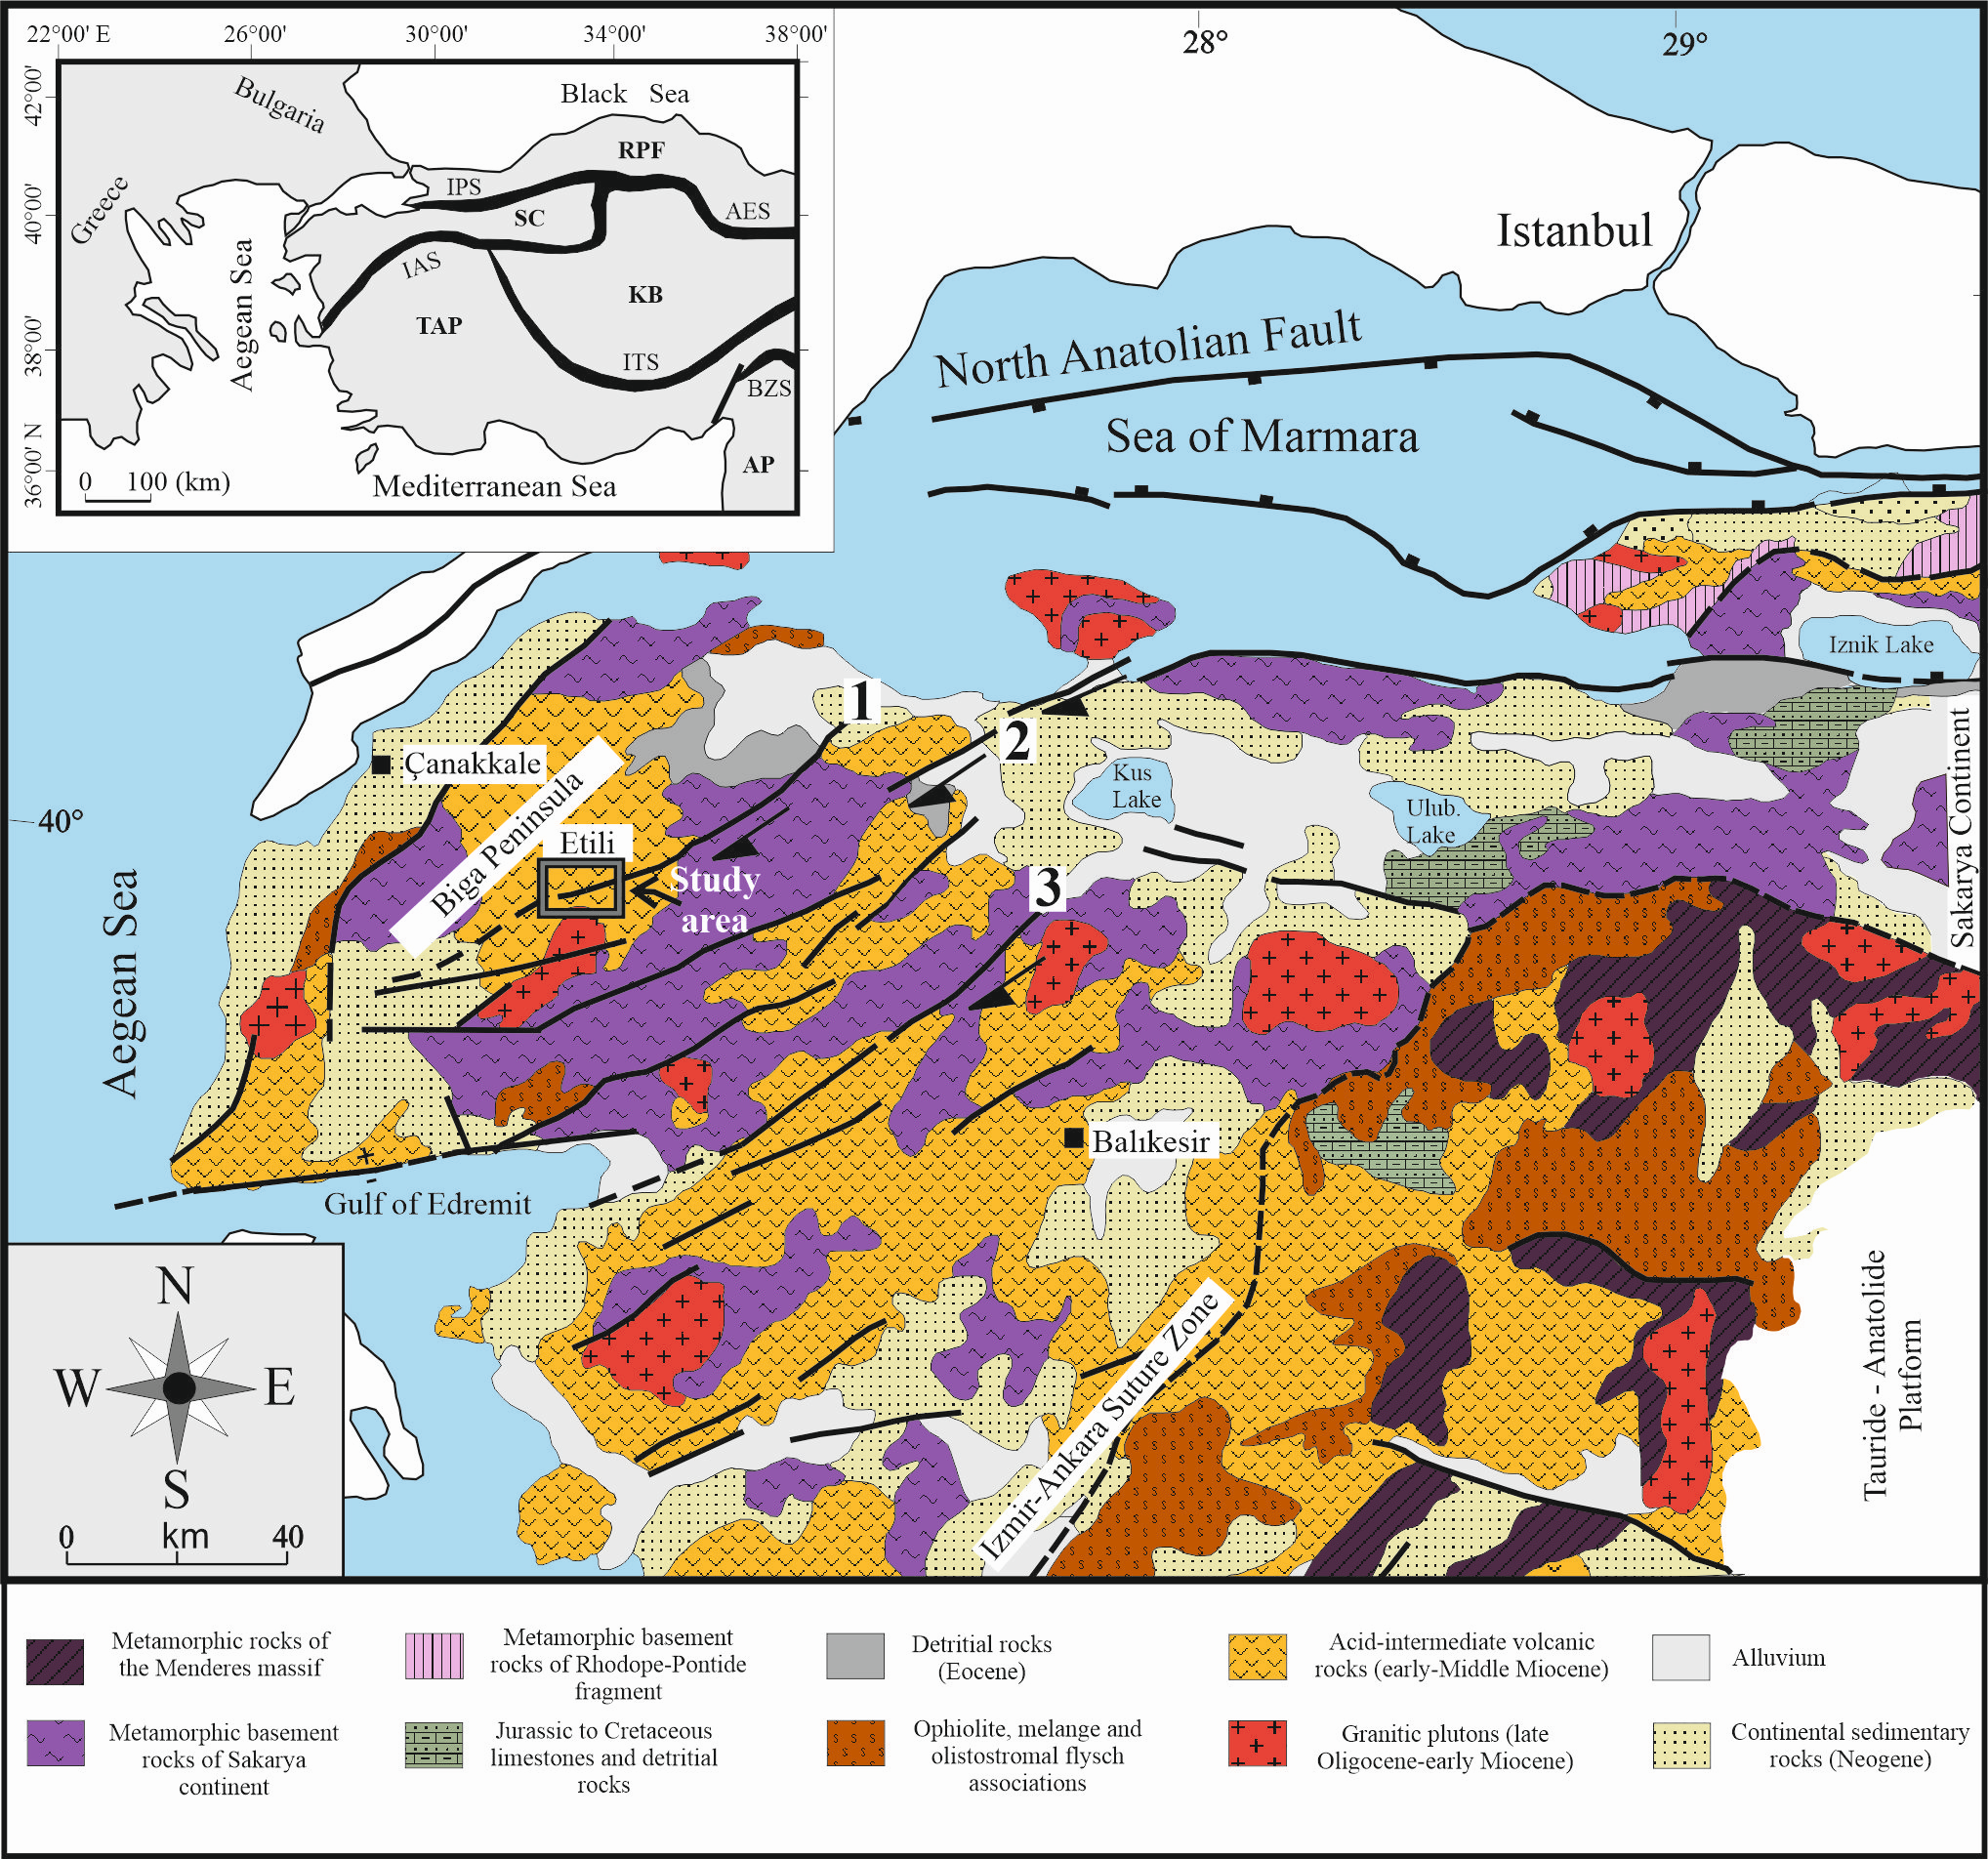 22°00' E
26°00'
30°00'
34°00'
38°00'
28°
29°
42°00'
40°00'
38°00'
36°00' N
Bulgaria
Black Sea
Greece
RPF
IPS
SC
AES
IAS
KB
TAP
ITS
BZS
AP
Aegean Sea
Mediterranean Sea
0 100 (km)
Istanbul
North Anatolian Fault
Sea of Marmara
Iznik Lake
1
2
3
Çanakkale
Biga Peninsula
Etili
Study
area
Kus
Lake
Ulub.
Lake
40°
Aegean Sea
Sakarya Continent
Balıkesir
Gulf of Edremit
Izmir-Ankara Suture Zone
Tauride - Anatolide
Platform
N
W E
S
0 km 40
Metamorphic rocks of
the Menderes massif
Metamorphic basement
rocks of Rhodope-Pontide
fragment
Detritial rocks
(Eocene)
Acid-intermediate volcanic
rocks (early-Middle Miocene)
Alluvium
Metamorphic basement
rocks of Sakarya
continent
Jurassic to Cretaceous
limestones and detritial
rocks
Ophiolite, melange and
olistostromal flysch
associations
Granitic plutons (late
Oligocene-early Miocene)
Continental sedimentary
rocks (Neogene)